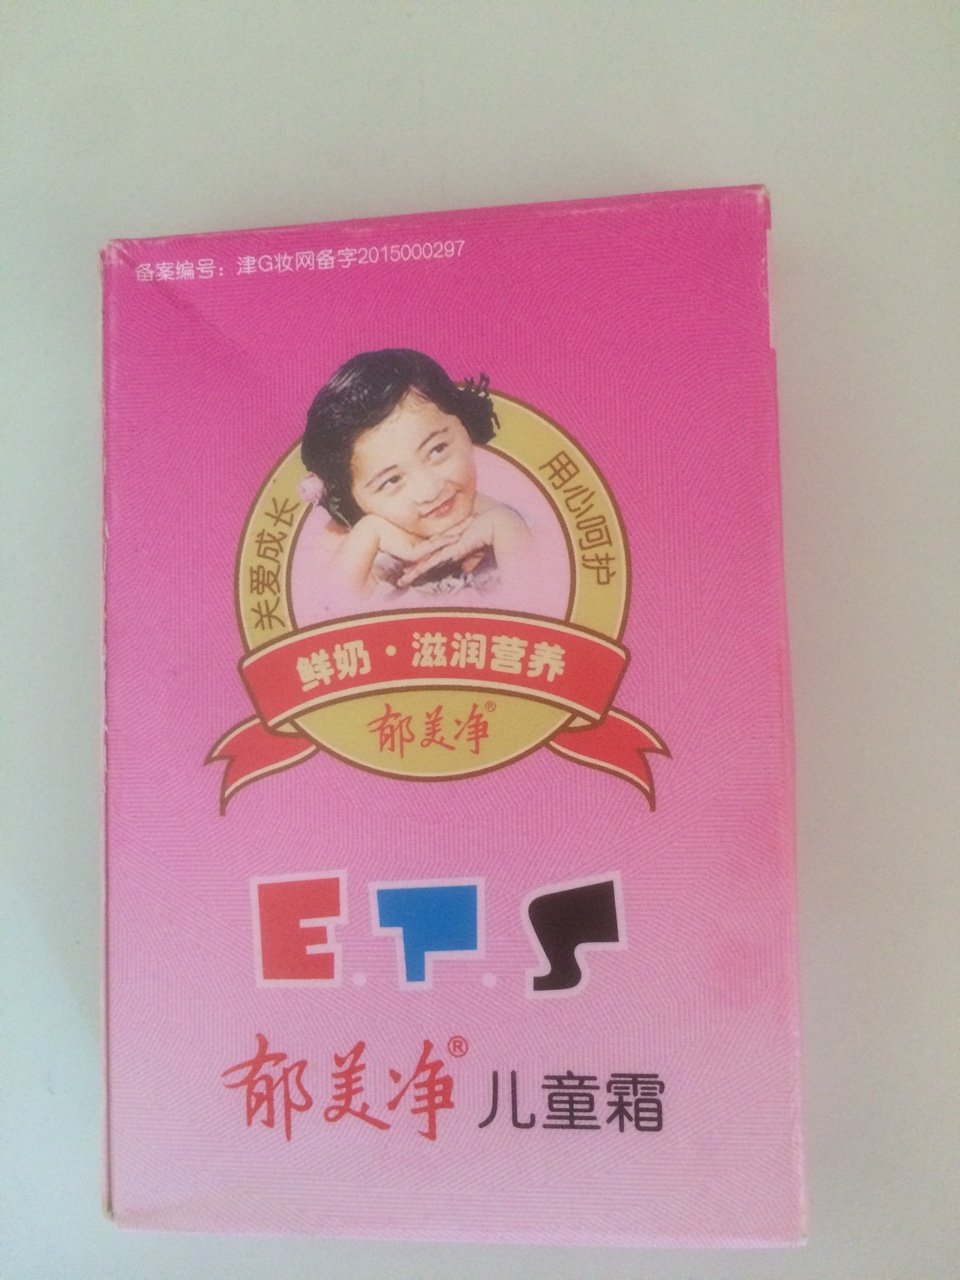 备案编号：津G妆网备字2015000297
关爱成长
用心呵护
鲜奶·滋润营养
郁美净®
E.T.S
郁美净®儿童霜